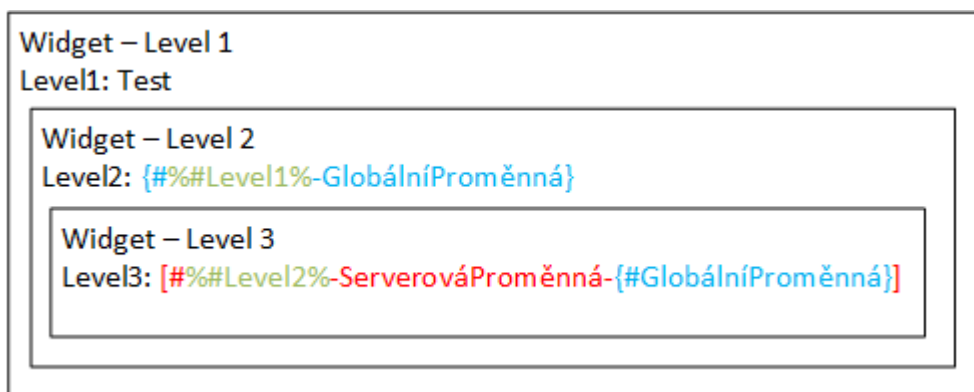 Widget – Level 1
Level1: Test
Widget – Level 2
Level2: {#%#Level1%-GlobálníProměnná}
Widget – Level 3
Level3: [#%#Level2%-ServerováProměnná-{#GlobálníProměnná}]